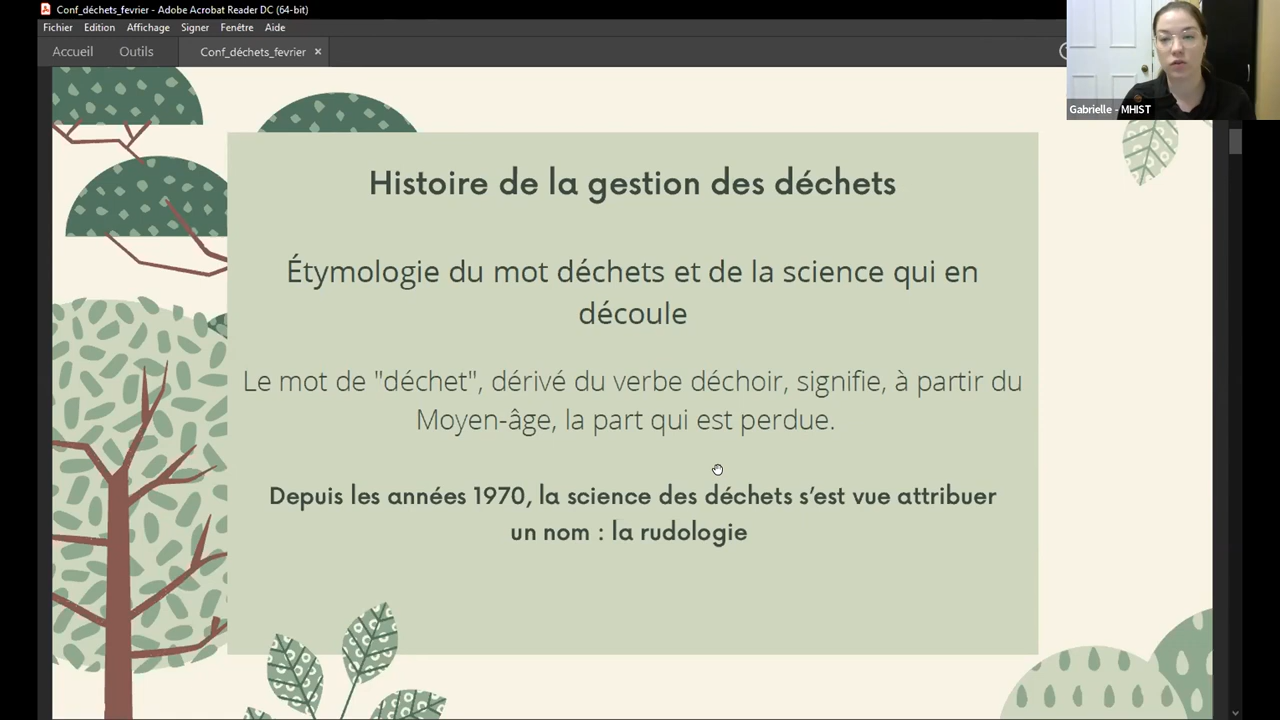 Conf_déchets_fevrier - Adobe Acrobat Reader DC (64-bit)
Fichier Edition Affichage Signer Fenêtre Aide
Accueil Outils Conf_déchets_fevrier ×
Gabrielle - MHIST
Histoire de la gestion des déchets
Étymologie du mot déchets et de la science qui en
découle
Le mot de "déchet", dérivé du verbe déchoir, signifie, à partir du
Moyen-âge, la part qui est perdue.
Depuis les années 1970, la science des déchets s’est vue attribuer
un nom : la rudologie